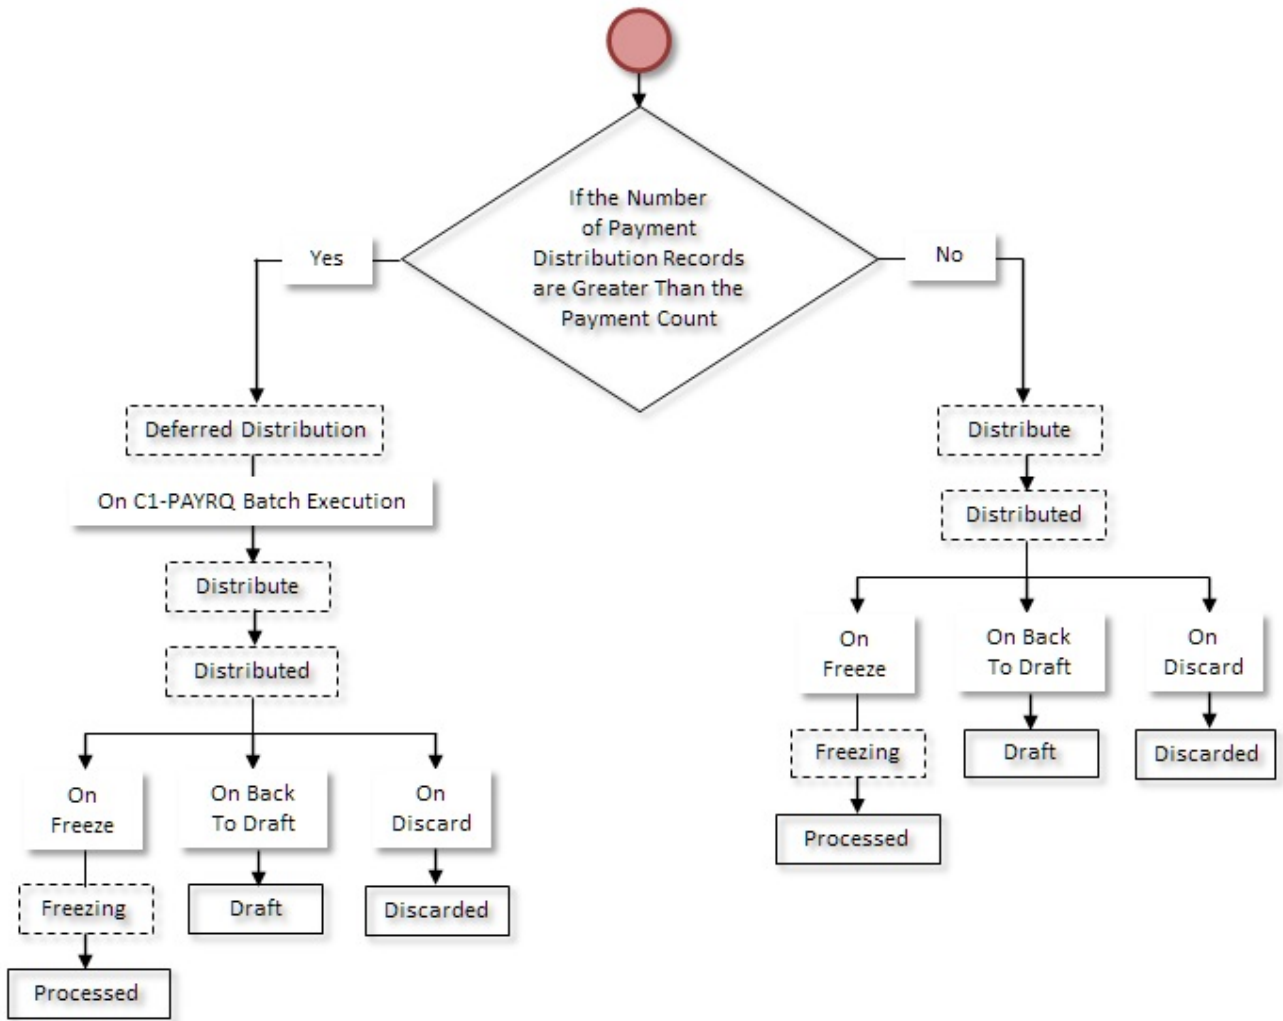 If the Number
of Payment
Distribution Records
are Greater Than the
Payment Count
Yes
No
Deferred Distribution
On C1-PAYRQ Batch Execution
Distribute
Distributed
On
Freeze
On Back
To Draft
On
Discard
Freezing
Draft
Discarded
Processed
Distribute
Distributed
On
Freeze
On Back
To Draft
On
Discard
Freezing
Draft
Discarded
Processed